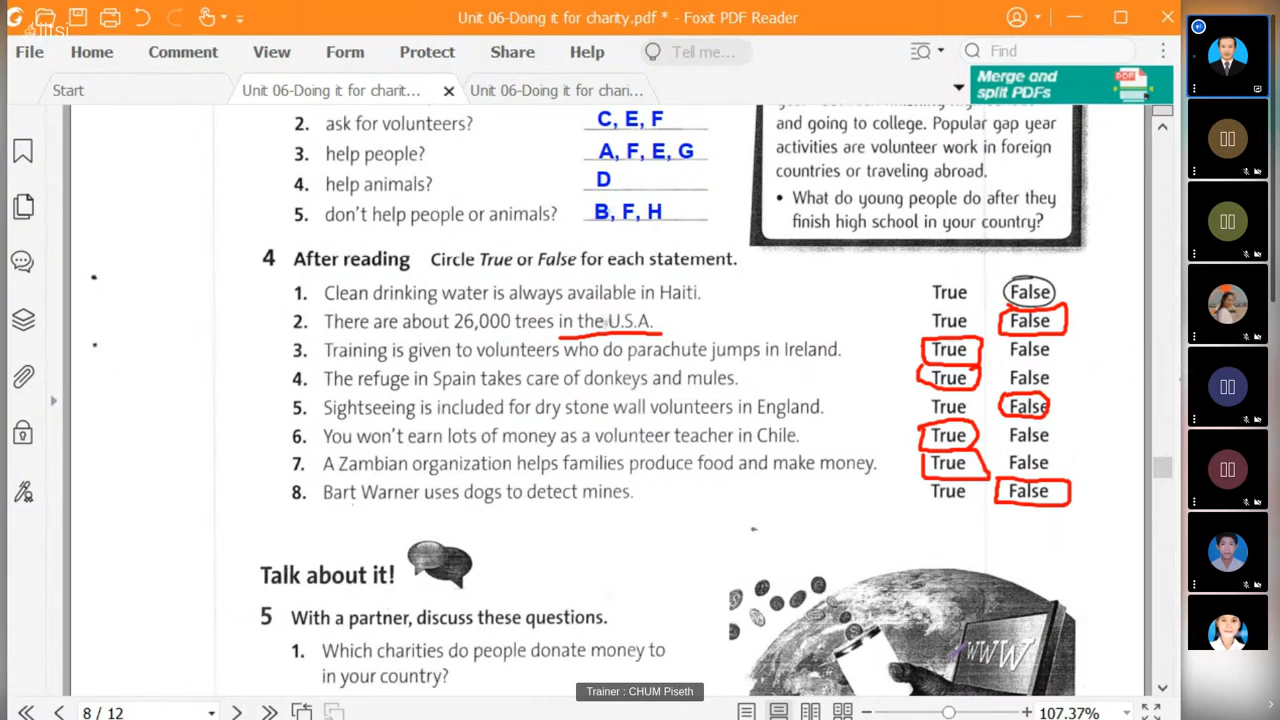 Unit 06-Doing it for charity.pdf * - Foxit PDF Reader
jitsi
File Home Comment View Form Protect Share Help Tell me... Find
Start Unit 06-Doing it for charit... Unit 06-Doing it for chari...
Merge and
split PDFs
PDF
2. ask for volunteers? C, E, F
3. help people? A, F, E, G
4. help animals? D
5. don't help people or animals? B, F, H
and going to college. Popular gap year
activities are volunteer work in foreign
countries or traveling abroad.
• What do young people do after they
finish high school in your country?
4 After reading Circle True or False for each statement.
1. Clean drinking water is always available in Haiti. True False
2. There are about 26,000 trees in the U.S.A. True False
3. Training is given to volunteers who do parachute jumps in Ireland. True False
4. The refuge in Spain takes care of donkeys and mules. True False
5. Sightseeing is included for dry stone wall volunteers in England. True False
6. You won't earn lots of money as a volunteer teacher in Chile. True False
7. A Zambian organization helps families produce food and make money. True False
8. Bart Warner uses dogs to detect mines. True False
Talk about it!
5 With a partner, discuss these questions.
1. Which charities do people donate money to
in your country?
WWW
Trainer : CHUM Piseth
8 / 12
107.37%